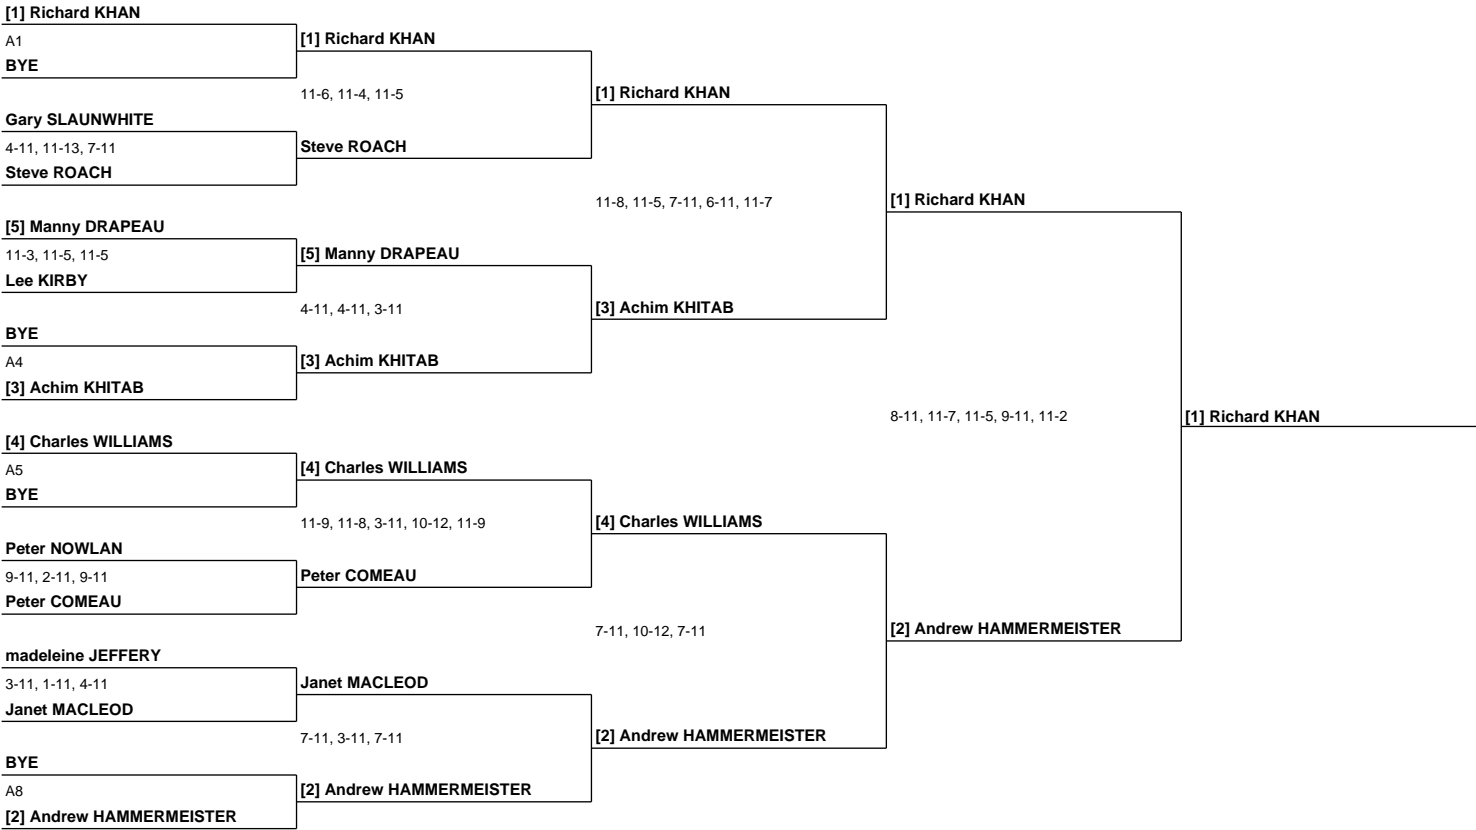 [1] Richard KHAN
A1
BYE
Gary SLAUNWHITE
4-11, 11-13, 7-11
Steve ROACH
[5] Manny DRAPEAU
11-3, 11-5, 11-5
Lee KIRBY
BYE
A4
[3] Achim KHITAB
[4] Charles WILLIAMS
A5
BYE
Peter NOWLAN
9-11, 2-11, 9-11
Peter COMEAU
madeleine JEFFERY
3-11, 1-11, 4-11
Janet MACLEOD
BYE
A8
[2] Andrew HAMMERMEISTER
[1] Richard KHAN
11-6, 11-4, 11-5
Steve ROACH
[5] Manny DRAPEAU
4-11, 4-11, 3-11
[3] Achim KHITAB
[4] Charles WILLIAMS
11-9, 11-8, 3-11, 10-12, 11-9
Peter COMEAU
Janet MACLEOD
7-11, 3-11, 7-11
[2] Andrew HAMMERMEISTER
[1] Richard KHAN
11-8, 11-5, 7-11, 6-11, 11-7
[3] Achim KHITAB
[4] Charles WILLIAMS
7-11, 10-12, 7-11
[2] Andrew HAMMERMEISTER
[1] Richard KHAN
8-11, 11-7, 11-5, 9-11, 11-2
[2] Andrew HAMMERMEISTER
[1] Richard KHAN